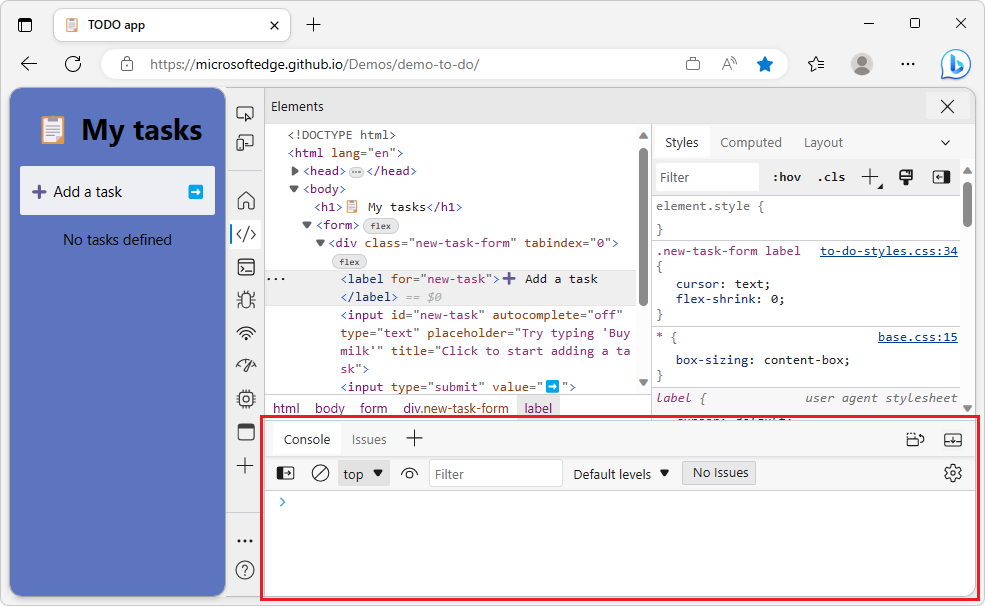 TODO app
https://microsoftedge.github.io/Demos/demo-to-do/
My tasks
Add a task
No tasks defined
Elements
<!DOCTYPE html>
<html lang="en">
<head> </head>
<body>
<h1>📋 My tasks</h1>
<form> flex
<div class="new-task-form" tabindex="0">
flex
<label for="new-task">➕ Add a task
</label> == $0
<input id="new-task" autocomplete="off"
type="text" placeholder="Try typing 'Buy
milk'" title="Click to start adding a ta
sk">
<input type="submit" value="➡️">
html body form div.new-task-form label
Styles Computed Layout
Filter :hov .cls
element.style {
}
.new-task-form label to-do-styles.css:34
{
cursor: text;
flex-shrink: 0;
}
* { base.css:15
box-sizing: content-box;
}
label { user agent stylesheet
Console Issues
top Filter Default levels No Issues